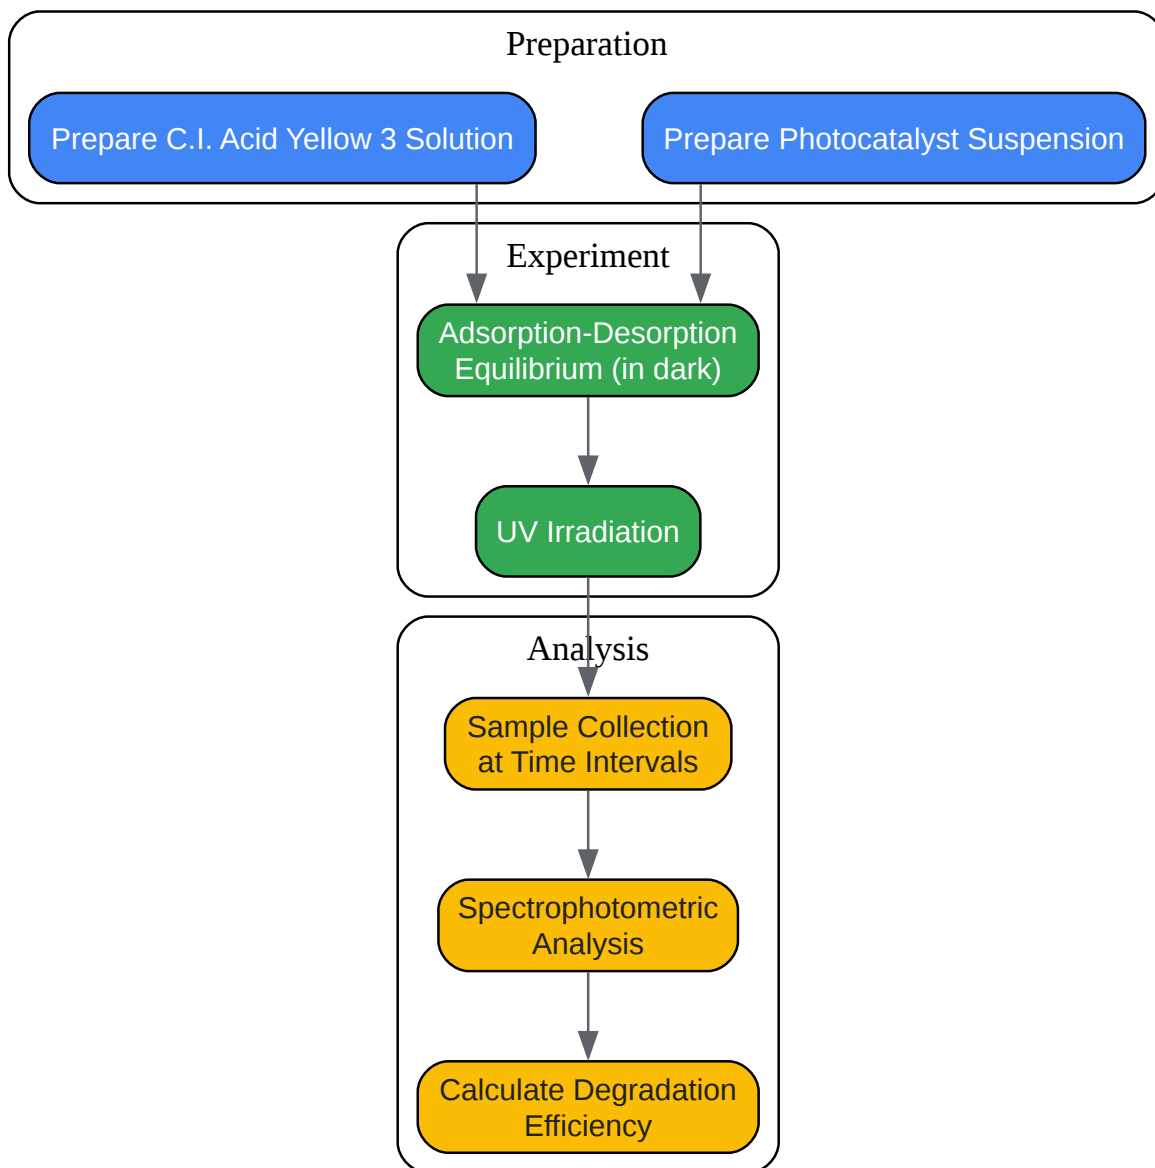 Preparation
Prepare C.I. Acid Yellow 3 Solution
Prepare Photocatalyst Suspension
Experiment
Adsorption-Desorption
Equilibrium (in dark)
UV Irradiation
Analysis
Sample Collection
at Time Intervals
Spectrophotometric
Analysis
Calculate Degradation
Efficiency